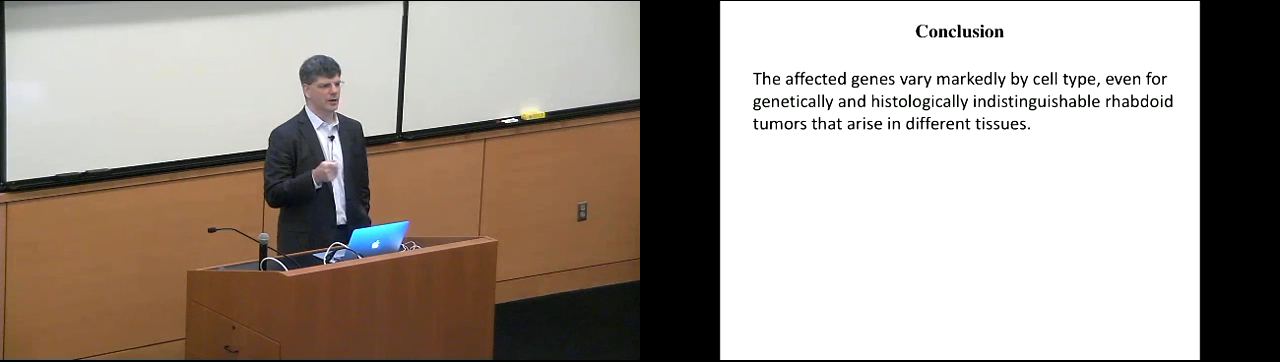 Conclusion
The affected genes vary markedly by cell type, even for
genetically and histologically indistinguishable rhabdoid
tumors that arise in different tissues.